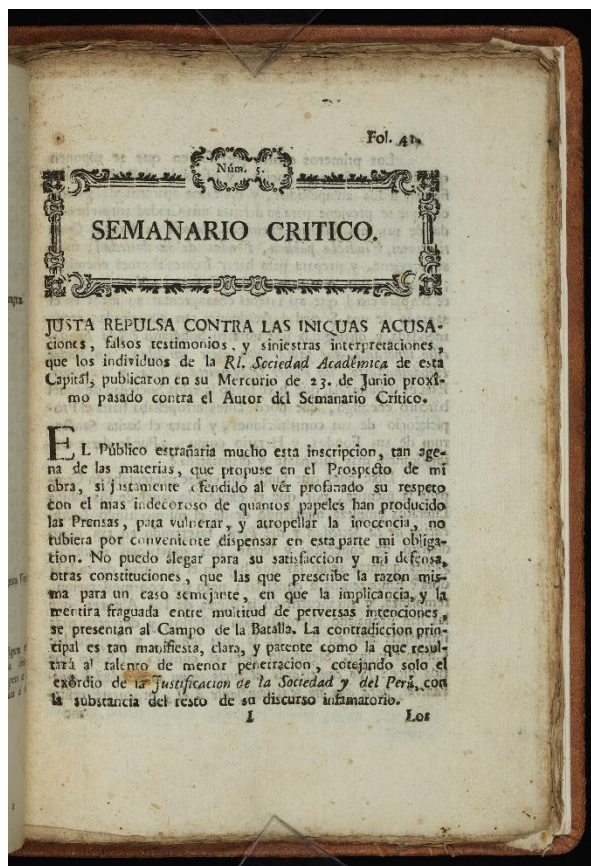 Fol. 41.
Núm. 5.
SEMANARIO CRITICO.
JUSTA REPULSA CONTRA LAS INIQUAS ACUSA-
ciones, falsos testimonios, y siniestras interpretaciones,
que los individuos de la Rl. Sociedad Académica de esta
Capitál, publicaron en su Mercurio de 23. de Junio proxi-
mo pasado contra el Autor del Semanario Crítico.
EL Público estrañaria mucho esta inscripcion, tan age-
na de las materias, que propuse en el Prospecto de mi
obra, si justamente ofendido al vér profanado su respeto
con el mas indecoroso de quantos papeles han producido
las Prensas, para vulnerar, y atropellar la inocencia, no
tubiera por conveniente dispensar en esta parte mi obliga-
cion. No puedo álegar para su satisfaccion y mi defensa,
otras constituciones, que las que prescribe la razon mis-
ma para un caso semejante, en que la implicancia, y la
mentira fraguada entre multitud de perversas intenciones,
se presentan al Campo de la Batalla. La contradiccion prin-
cipal es tan manifiesta, clara, y patente como la que resul-
tará al talento de menor penetracion, cotejando solo el
exôrdio de la Justificacion de la Sociedad y del Perú, con
la substancia del resto de su discurso infamatorio.
I Los